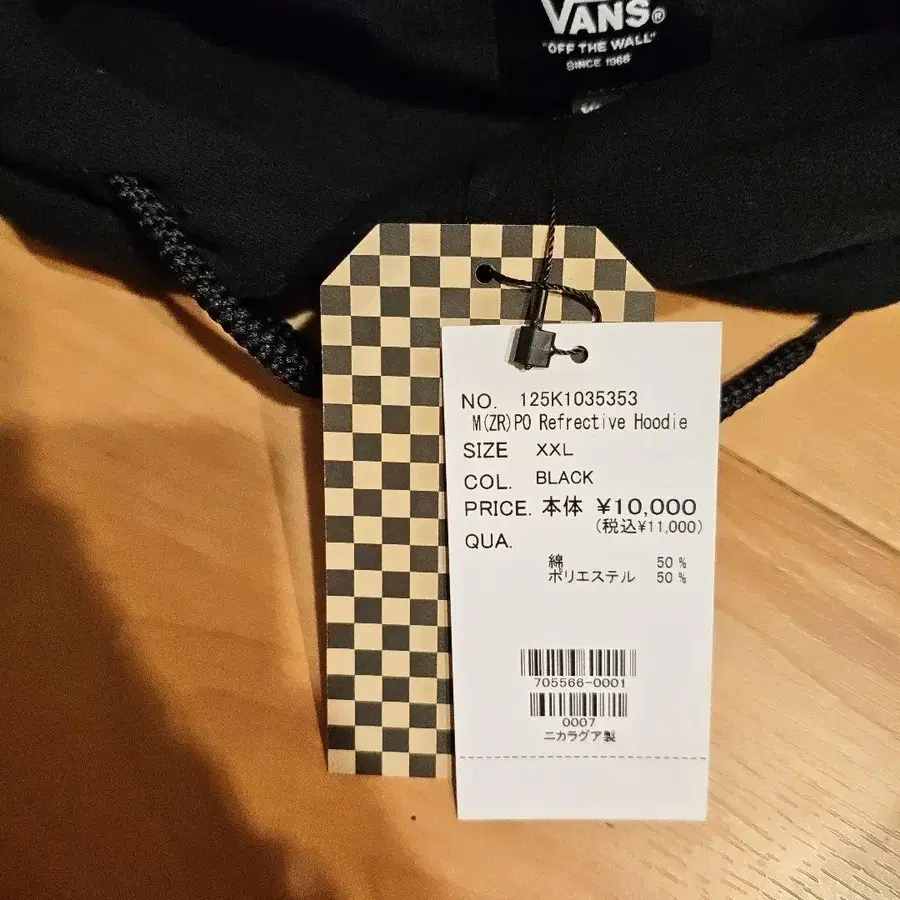 VANS®
"OFF THE WALL"
SINCE 1966
NO. 125K1035353
M(ZR)PO Refrective Hoodie
SIZE XXL
COL. BLACK
PRICE. 本体 ¥10,000
(税込¥11,000)
QUA.
綿 50%
ポリエステル 50%
705566-0001
0007
ニカラグア製